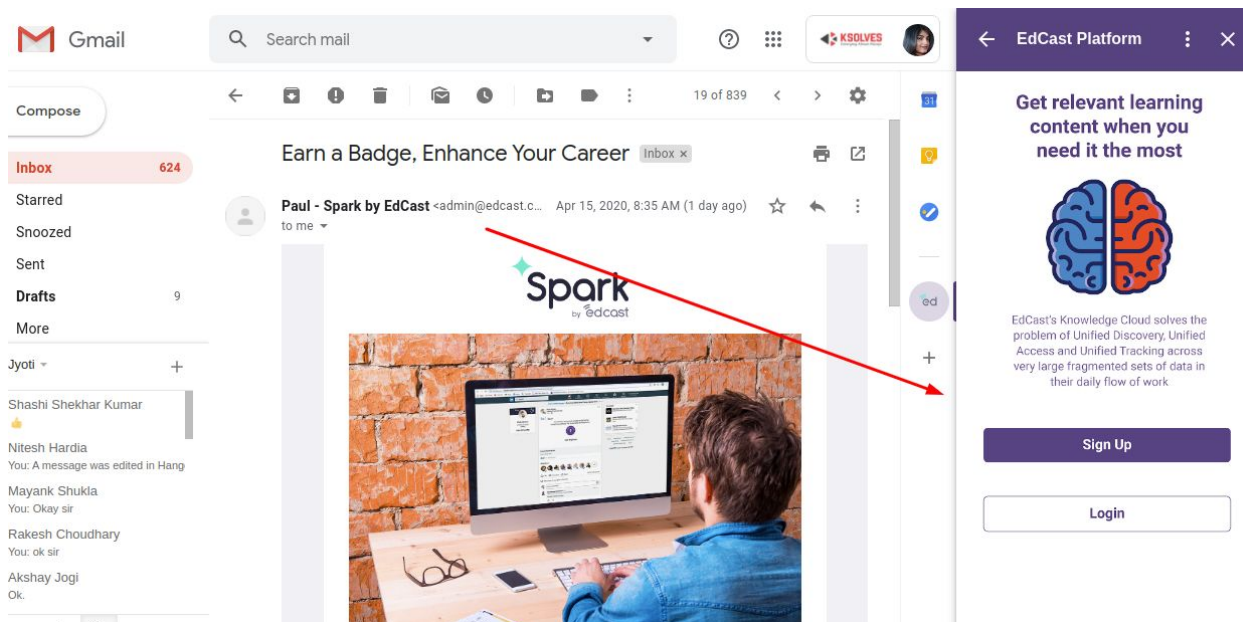 Gmail
Search mail
KSOLVES
EdCast Platform
Compose
19 of 839
31
Get relevant learning
content when you
need it the most
Inbox 624
Starred
Snoozed
Sent
Drafts 9
More
Earn a Badge, Enhance Your Career Inbox ×
Paul - Spark by EdCast <admin@edcast.c... Apr 15, 2020, 8:35 AM (1 day ago)
to me
Spark
by edcast
ed
EdCast's Knowledge Cloud solves the
problem of Unified Discovery, Unified
Access and Unified Tracking across
very large fragmented sets of data in
their daily flow of work
Sign Up
Login
Jyoti
Shashi Shekhar Kumar
Nitesh Hardia
You: A message was edited in Hang
Mayank Shukla
You: Okay sir
Rakesh Choudhary
You: ok sir
Akshay Jogi
Ok.